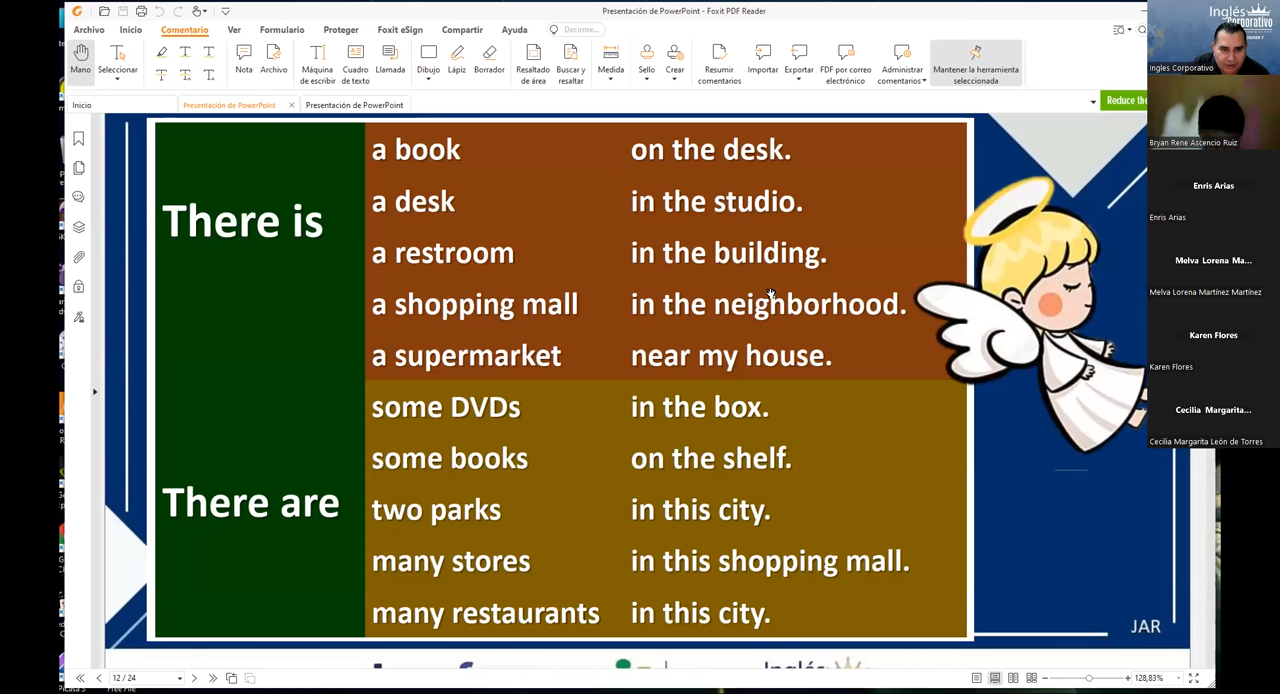 Presentación de PowerPoint - Foxit PDF Reader
Archivo Inicio Comentario Ver Formulario Proteger Foxit eSign Compartir Ayuda Decirme...
Mano Seleccionar Nota Archivo Máquina de escribir Cuadro de texto Llamada Dibujo Lápiz Borrador Resaltado de área Buscar y resaltar Medida Sello Crear Resumir comentarios Importar Exportar FDF por correo electrónico Administrar comentarios Mantener la herramienta seleccionada
Inicio Presentación de PowerPoint Presentación de PowerPoint
Reduce the
There is
a book on the desk.
a desk in the studio.
a restroom in the building.
a shopping mall in the neighborhood.
a supermarket near my house.
There are
some DVDs in the box.
some books on the shelf.
two parks in this city.
many stores in this shopping mall.
many restaurants in this city.
JAR
12 / 24
128,83%
Inglés
Corporativo
Ingles Corporativo
Bryan Rene Ascencio Ruiz
Enris Arias
Enris Arias
Melva Lorena Ma...
Melva Lorena Martínez Martínez
Karen Flores
Karen Flores
Cecilia Margarita...
Cecilia Margarita León de Torres